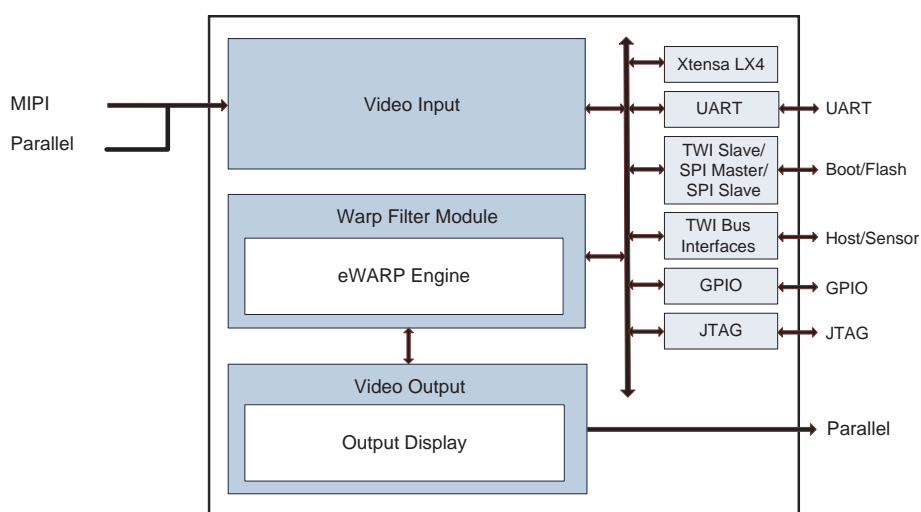 MIPI
Parallel
Video Input
Warp Filter Module
eWARP Engine
Video Output
Output Display
Xtensa LX4
UART
UART
TWI Slave/
SPI Master/
SPI Slave
Boot/Flash
TWI Bus
Interfaces
Host/Sensor
GPIO
GPIO
JTAG
JTAG
Parallel